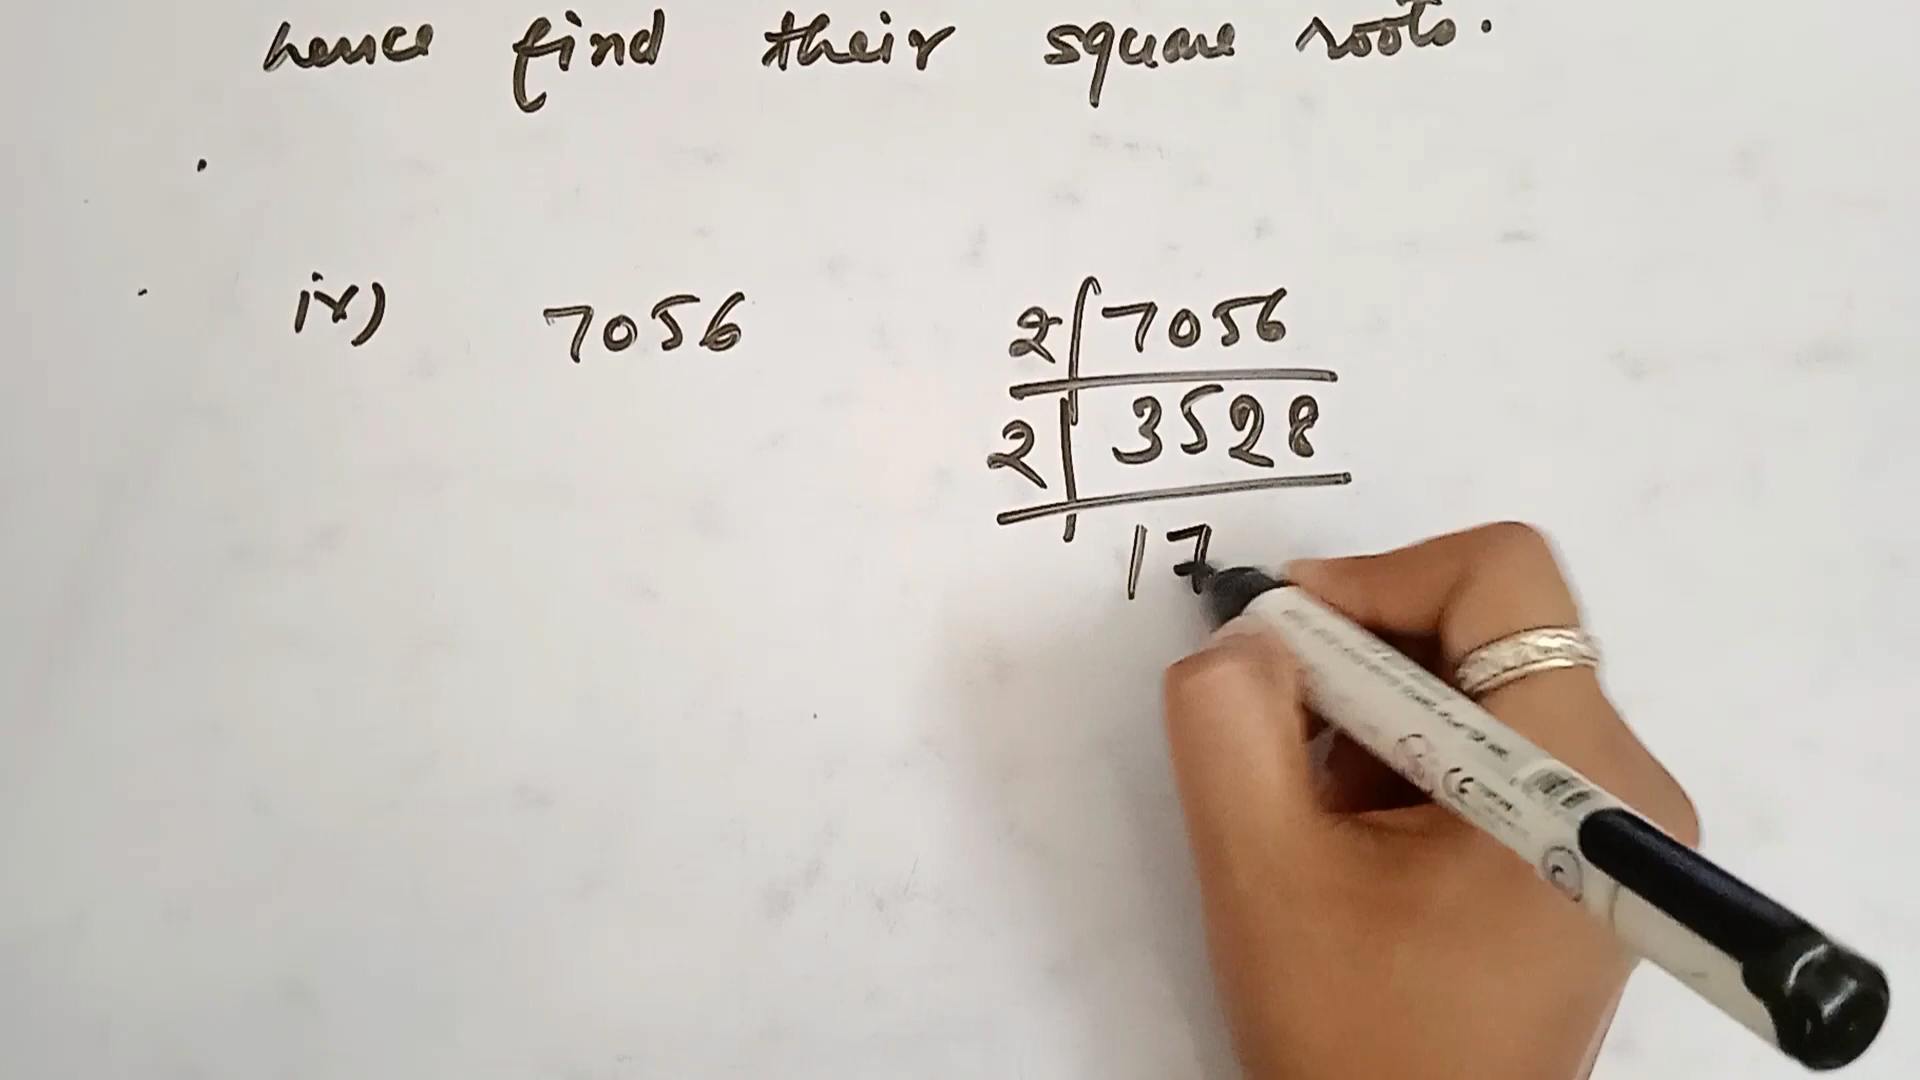 hence find their square roots.
ix) 7056
2 7056
2 3528
17